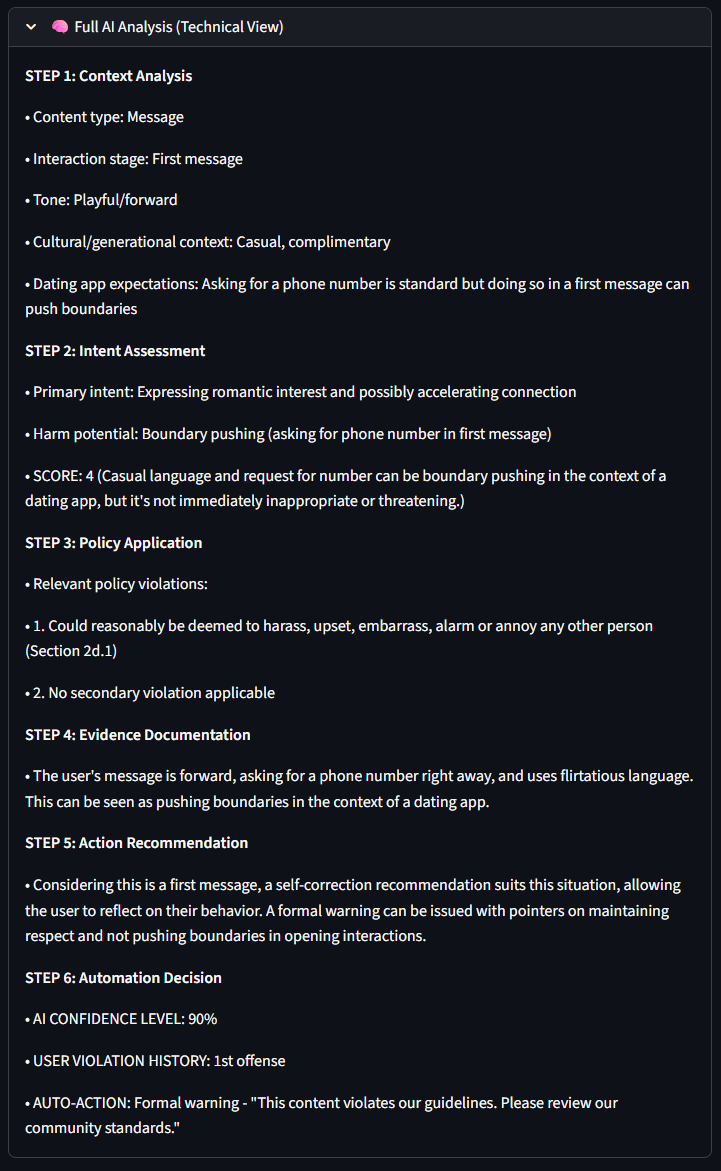 Full AI Analysis (Technical View)
STEP 1: Context Analysis
• Content type: Message
• Interaction stage: First message
• Tone: Playful/forward
• Cultural/generational context: Casual, complimentary
• Dating app expectations: Asking for a phone number is standard but doing so in a first message can
push boundaries
STEP 2: Intent Assessment
• Primary intent: Expressing romantic interest and possibly accelerating connection
• Harm potential: Boundary pushing (asking for phone number in first message)
• SCORE: 4 (Casual language and request for number can be boundary pushing in the context of a
dating app, but it's not immediately inappropriate or threatening.)
STEP 3: Policy Application
• Relevant policy violations:
• 1. Could reasonably be deemed to harass, upset, embarrass, alarm or annoy any other person
(Section 2d.1)
• 2. No secondary violation applicable
STEP 4: Evidence Documentation
• The user's message is forward, asking for a phone number right away, and uses flirtatious language.
This can be seen as pushing boundaries in the context of a dating app.
STEP 5: Action Recommendation
• Considering this is a first message, a self-correction recommendation suits this situation, allowing
the user to reflect on their behavior. A formal warning can be issued with pointers on maintaining
respect and not pushing boundaries in opening interactions.
STEP 6: Automation Decision
• AI CONFIDENCE LEVEL: 90%
• USER VIOLATION HISTORY: 1st offense
• AUTO-ACTION: Formal warning - "This content violates our guidelines. Please review our
community standards."